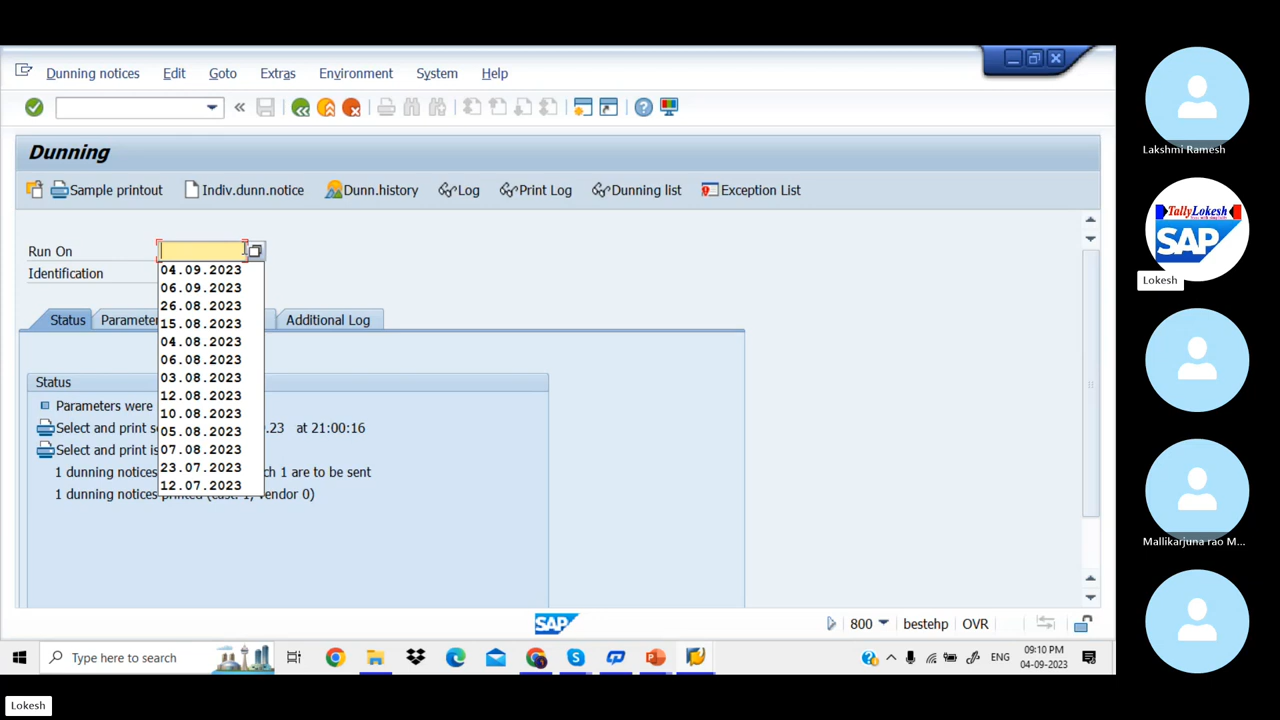 Dunning notices Edit Goto Extras Environment System Help
Dunning
Sample printout Indiv.dunn.notice Dunn.history Log Print Log Dunning list Exception List
Run On
Identification
04.09.2023
06.09.2023
26.08.2023
15.08.2023
04.08.2023
06.08.2023
03.08.2023
12.08.2023
10.08.2023
05.08.2023
07.08.2023
23.07.2023
12.07.2023
Status Additional Log
Status
Parameters were
Select and print .23 at 21:00:16
Select and print
1 dunning notices 1 are to be sent
1 dunning notices printed (cust: 1, vendor 0)
SAP
800 bestehp OVR
Type here to search
ENG
09:10 PM
04-09-2023
Lakshmi Ramesh
TallyLokesh
SAP
Lokesh
Mallikarjuna rao M...
Lokesh